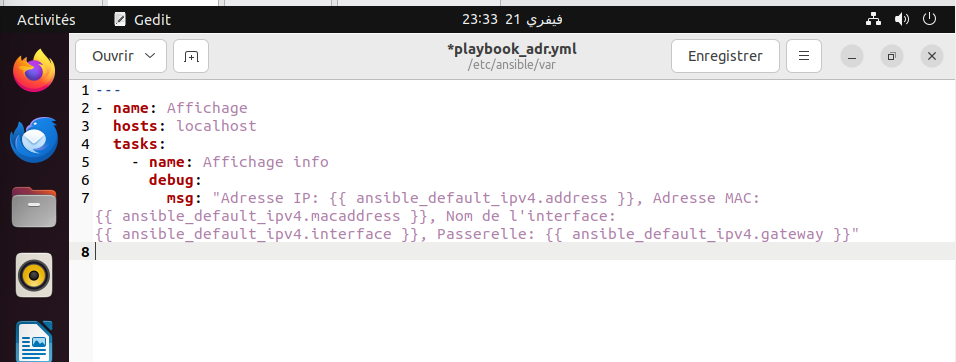 Activités Gedit 23:33 21 فيفري
Ouvrir *playbook_adr.yml Enregistrer
/etc/ansible/var
1 ---
2 - name: Affichage
3   hosts: localhost
4   tasks:
5     - name: Affichage info
6       debug:
7         msg: "Adresse IP: {{ ansible_default_ipv4.address }}, Adresse MAC:
{{ ansible_default_ipv4.macaddress }}, Nom de l'interface:
{{ ansible_default_ipv4.interface }}, Passerelle: {{ ansible_default_ipv4.gateway }}"
8